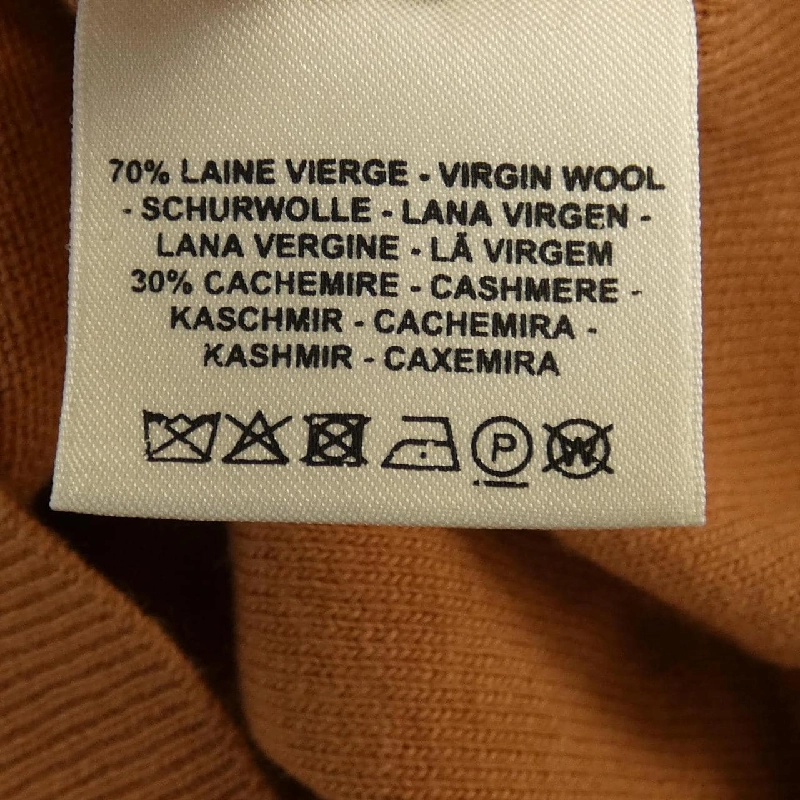 70% LAINE VIERGE - VIRGIN WOOL
- SCHURWOLLE - LANA VIRGEN -
LANA VERGINE - LÃ VIRGEM
30% CACHEMIRE - CASHMERE -
KASCHMIR - CACHEMIRA -
KASHMIR - CAXEMIRA
P W